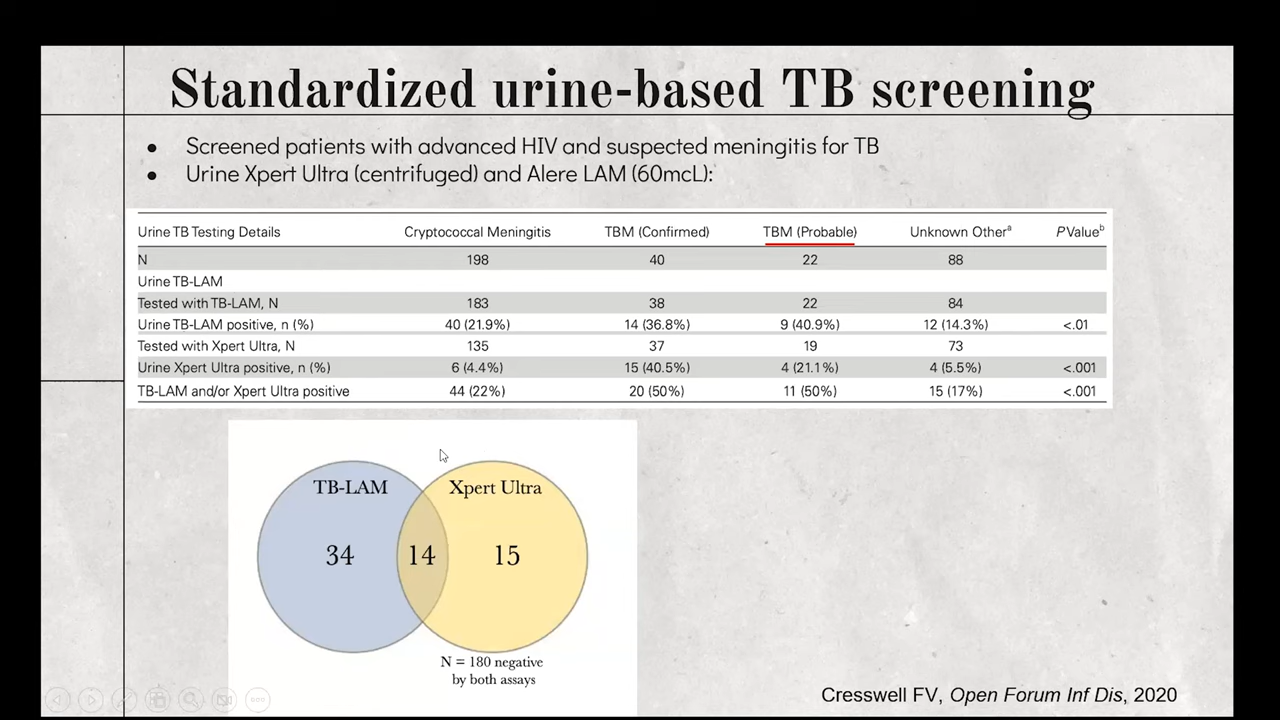 Standardized urine-based TB screening
● Screened patients with advanced HIV and suspected meningitis for TB
● Urine Xpert Ultra (centrifuged) and Alere LAM (60mcL):
Urine TB Testing Details Cryptococcal Meningitis TBM (Confirmed) TBM (Probable) Unknown Otherᵃ P Valueᵇ
N 198 40 22 88
Urine TB-LAM
Tested with TB-LAM, N 183 38 22 84
Urine TB-LAM positive, n (%) 40 (21.9%) 14 (36.8%) 9 (40.9%) 12 (14.3%) <.01
Tested with Xpert Ultra, N 135 37 19 73
Urine Xpert Ultra positive, n (%) 6 (4.4%) 15 (40.5%) 4 (21.1%) 4 (5.5%) <.001
TB-LAM and/or Xpert Ultra positive 44 (22%) 20 (50%) 11 (50%) 15 (17%) <.001
TB-LAM Xpert Ultra
34 14 15
N = 180 negative
by both assays
Cresswell FV, Open Forum Inf Dis, 2020